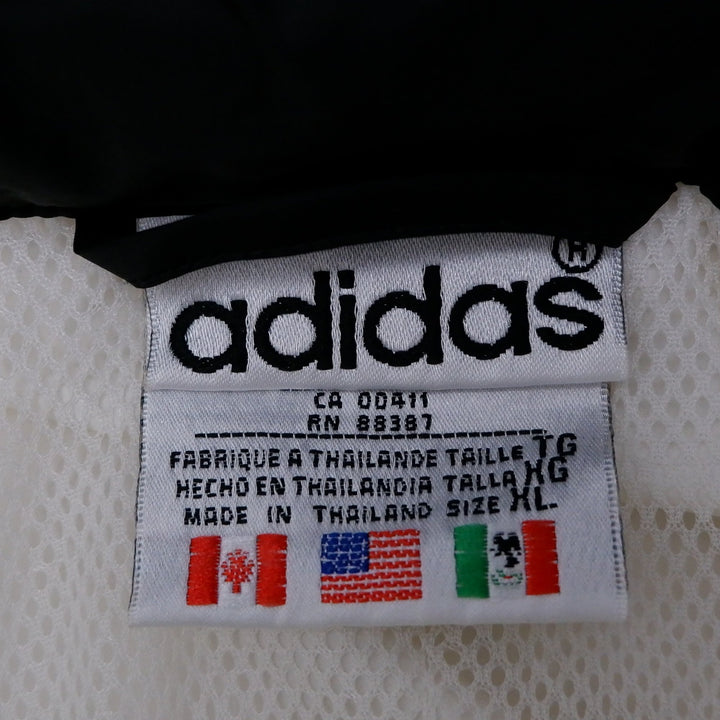 adidas®
CA 00411
RN 88387
FABRIQUE A THAILANDE TAILLE TG
HECHO EN THAILANDIA TALLA XG
MADE IN THAILAND SIZE XL